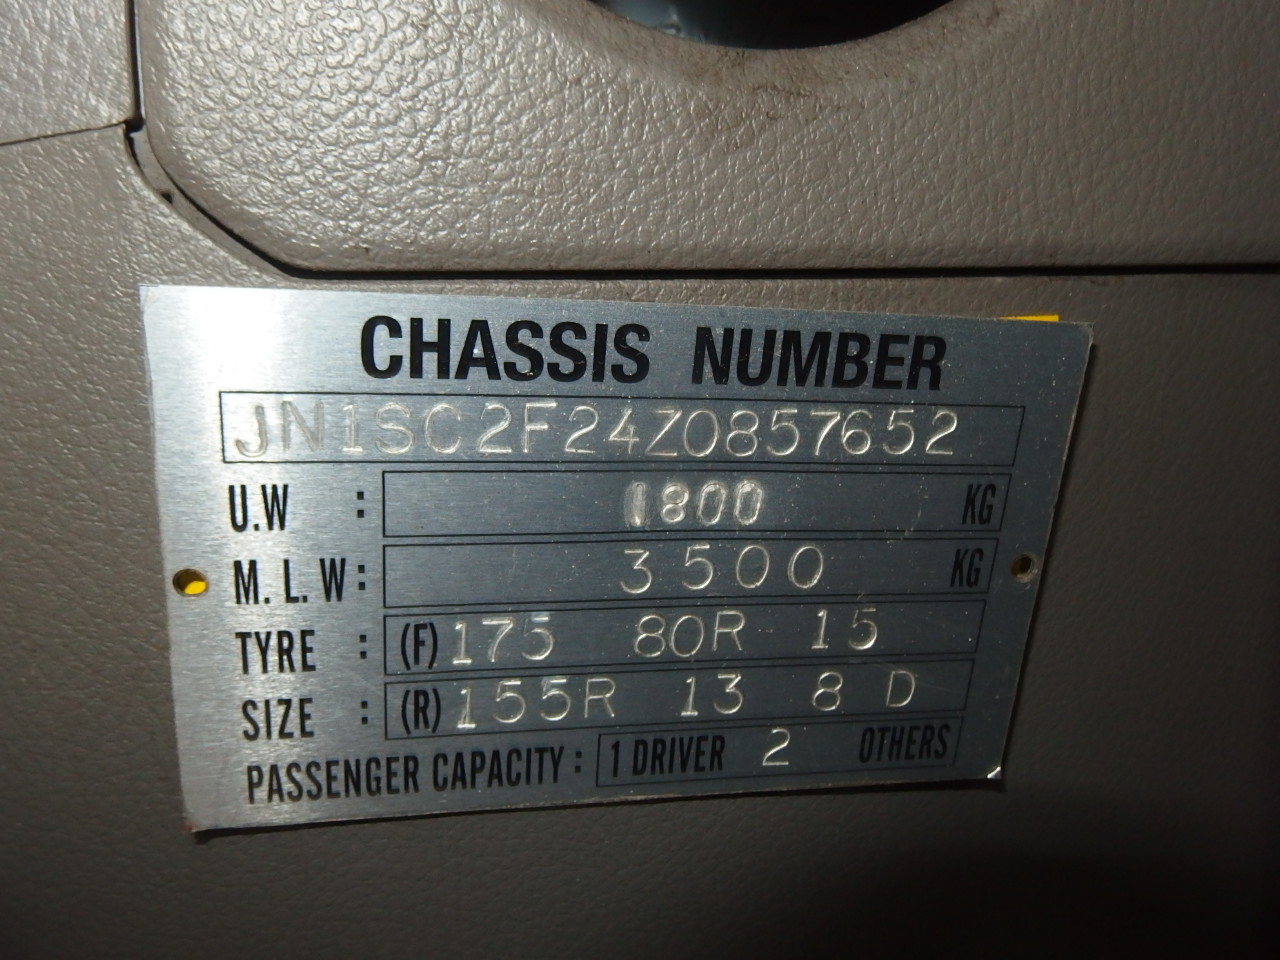 CHASSIS NUMBER
JN1SC2F24Z0857652
U.W : 1800 KG
M.L.W: 3500 KG
TYRE : (F) 175 80R 15
SIZE : (R) 155R 13 8 D
PASSENGER CAPACITY: 1 DRIVER 2 OTHERS